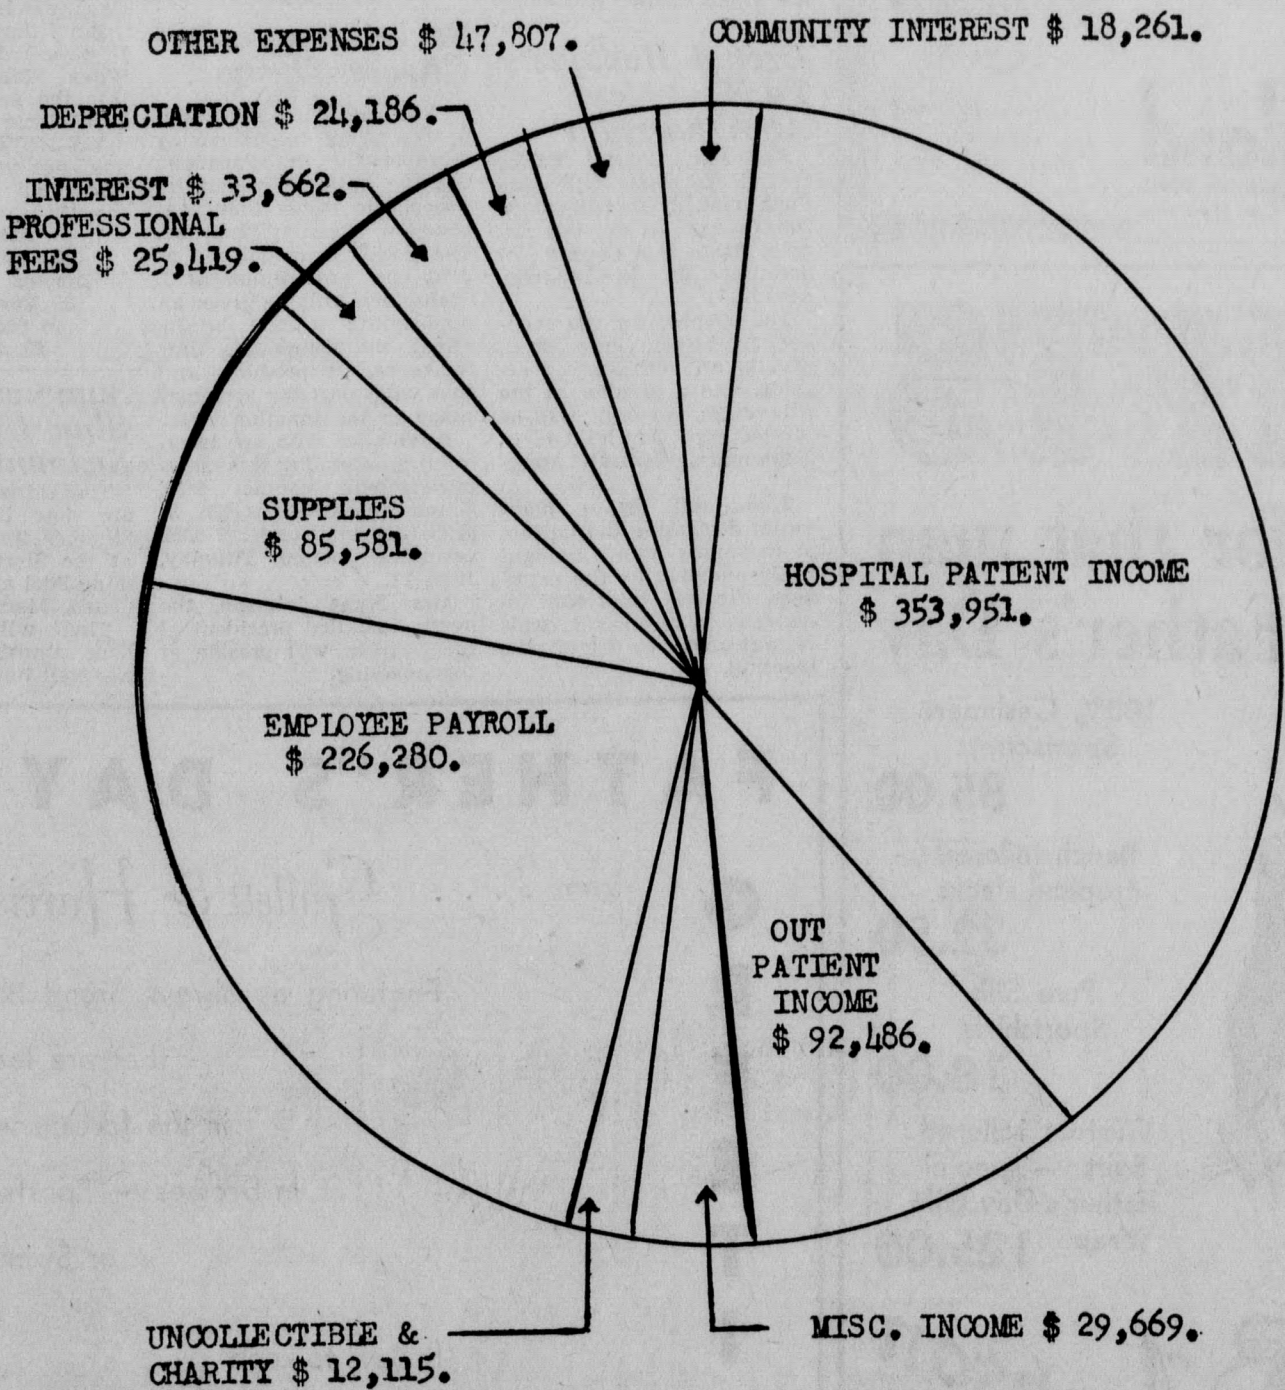 OTHER EXPENSES $ 47,807.
COMMUNITY INTEREST $ 18,261.
DEPRECIATION $ 24,186.
INTEREST $ 33,662.
PROFESSIONAL
FEES $ 25,419.
SUPPLIES
$ 85,581.
HOSPITAL PATIENT INCOME
$ 353,951.
EMPLOYEE PAYROLL
$ 226,280.
OUT
PATIENT
INCOME
$ 92,486.
UNCOLLECTIBLE &
CHARITY $ 12,115.
MISC. INCOME $ 29,669.